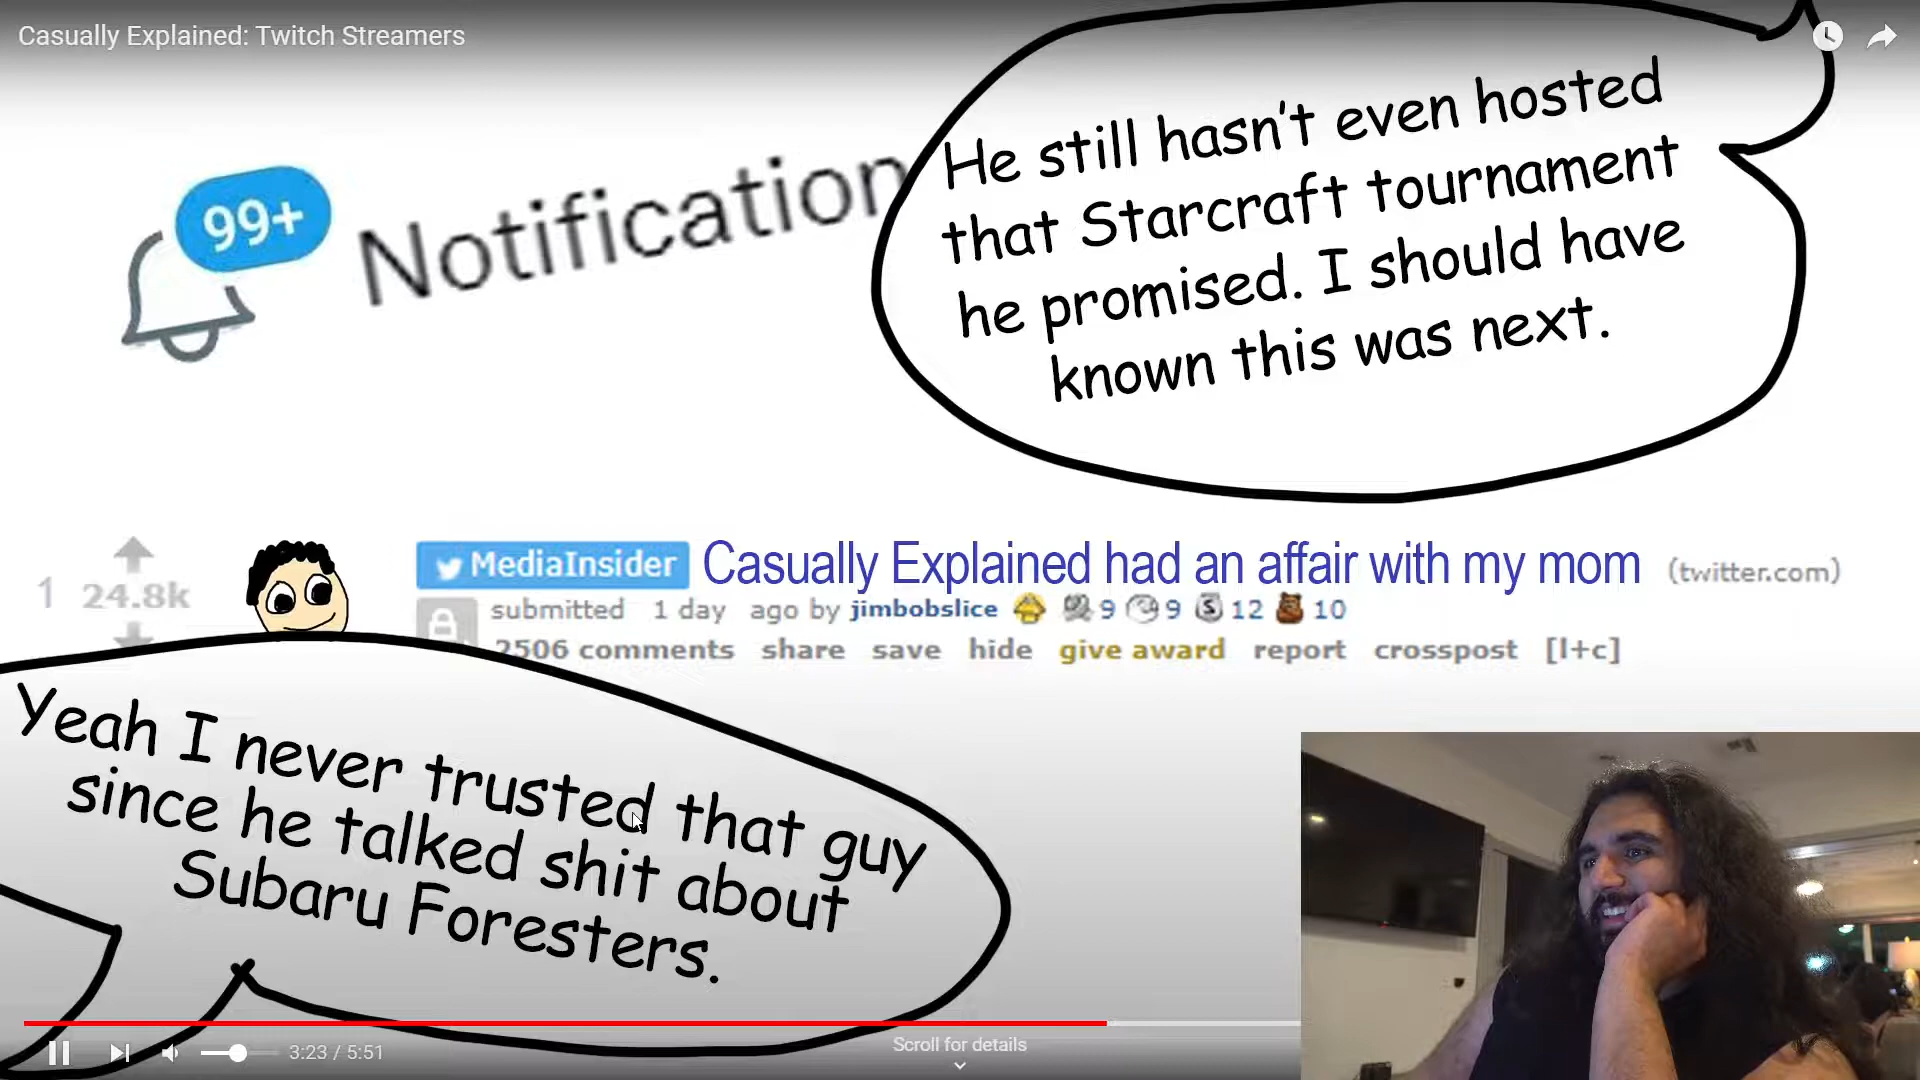 Casually Explained: Twitch Streamers
He still hasn't even hosted
that Starcraft tournament
he promised. I should have
known this was next.
99+
Notification
1 24.8k
MediaInsider Casually Explained had an affair with my mom (twitter.com)
submitted 1 day ago by jimbobslice 9 9 12 10
2506 comments share save hide give award report crosspost [l+c]
Yeah I never trusted that guy
since he talked shit about
Subaru Foresters.
3:23 / 5:51
Scroll for details